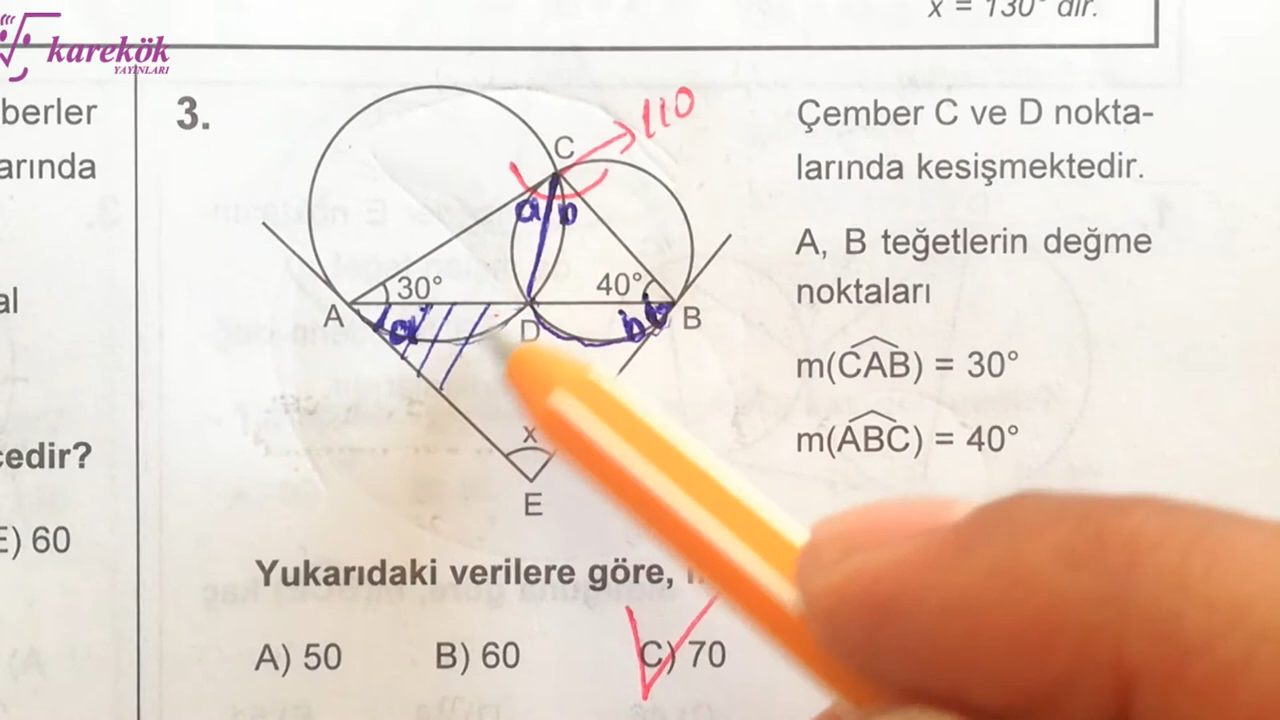 karekök
YAYINLARI
x = 130° dir.
berler
arında
al
cedir?
E) 60
3.
C
110
a b
30°
40°
A
D
B
a
b
x
E
Çember C ve D nokta-
larında kesişmektedir.
A, B teğetlerin değme
noktaları
m(CAB) = 30°
m(ABC) = 40°
Yukarıdaki verilere göre,
A) 50 B) 60 C) 70